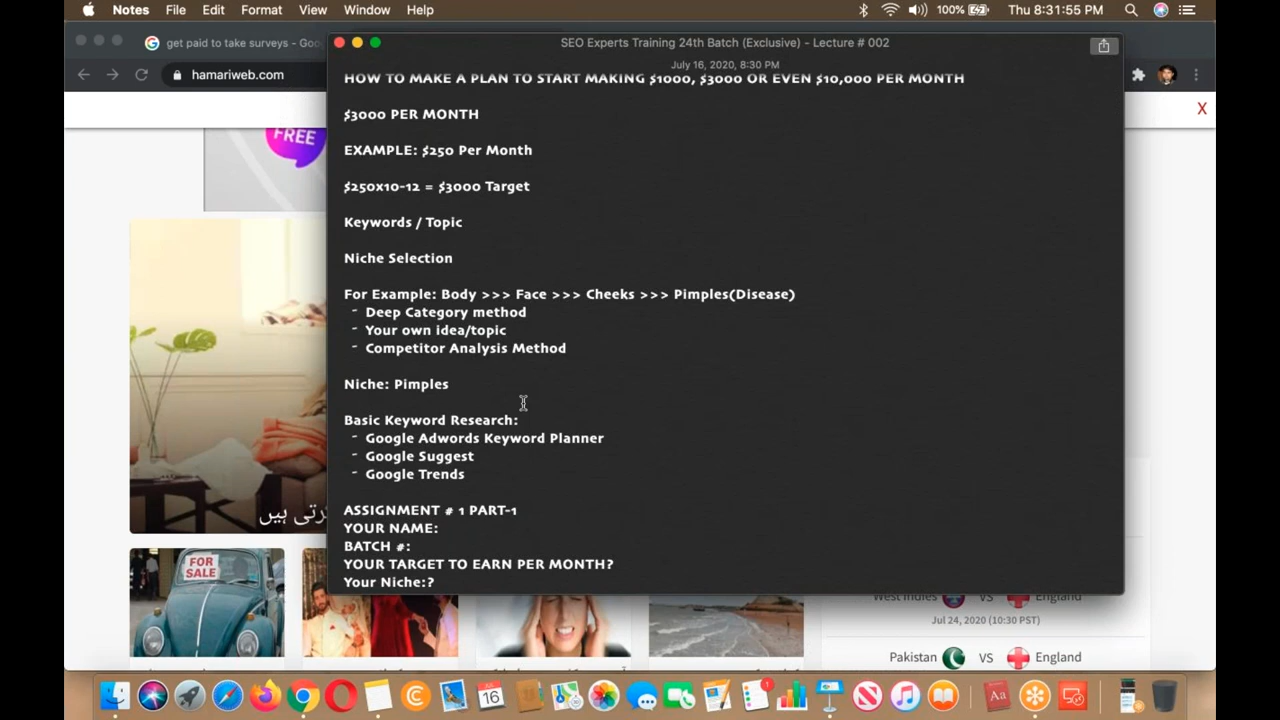 Notes File Edit Format View Window Help 100% Thu 8:31:55 PM
get paid to take surveys - Goo
SEO Experts Training 24th Batch (Exclusive) - Lecture # 002
hamariweb.com
July 16, 2020, 8:30 PM
HOW TO MAKE A PLAN TO START MAKING $1000, $3000 OR EVEN $10,000 PER MONTH
X
$3000 PER MONTH
FREE
EXAMPLE: $250 Per Month
$250x10-12 = $3000 Target
Keywords / Topic
Niche Selection
For Example: Body >>> Face >>> Cheeks >>> Pimples(Disease)
- Deep Category method
- Your own idea/topic
- Competitor Analysis Method
Niche: Pimples
Basic Keyword Research:
- Google Adwords Keyword Planner
- Google Suggest
- Google Trends
ASSIGNMENT # 1 PART-1
YOUR NAME:
BATCH #:
YOUR TARGET TO EARN PER MONTH?
Your Niche:?
رتی ہیں
FOR
SALE
West Indies VS England
Jul 24, 2020 (10:30 PST)
Pakistan VS England
JUL
16
1
Aa